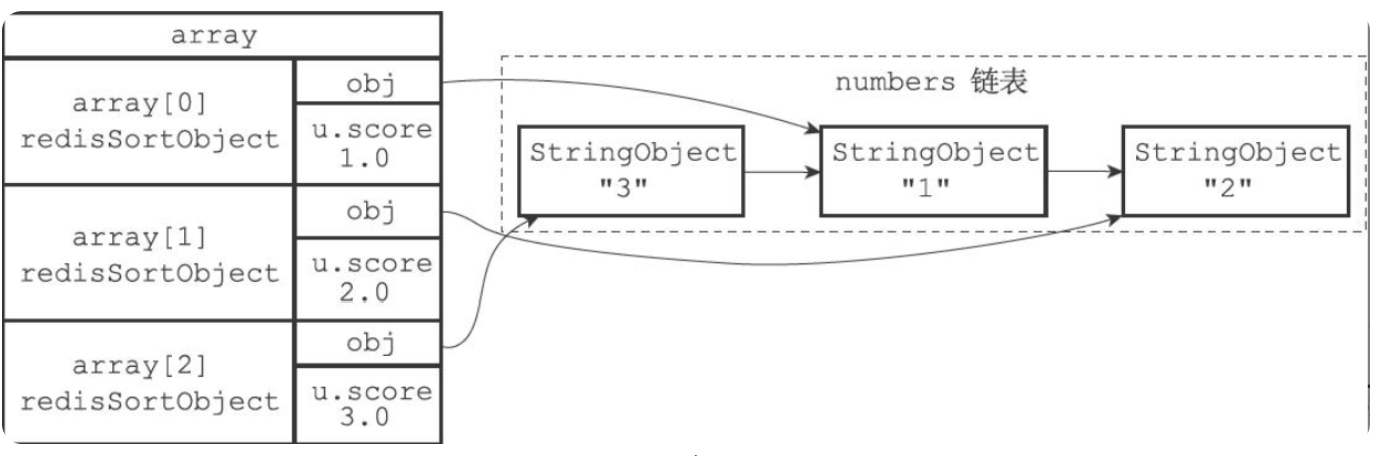 array
array[0]
redisSortObject
obj
u.score
1.0
array[1]
redisSortObject
obj
u.score
2.0
array[2]
redisSortObject
obj
u.score
3.0
numbers 链表
StringObject
"3"
StringObject
"1"
StringObject
"2"